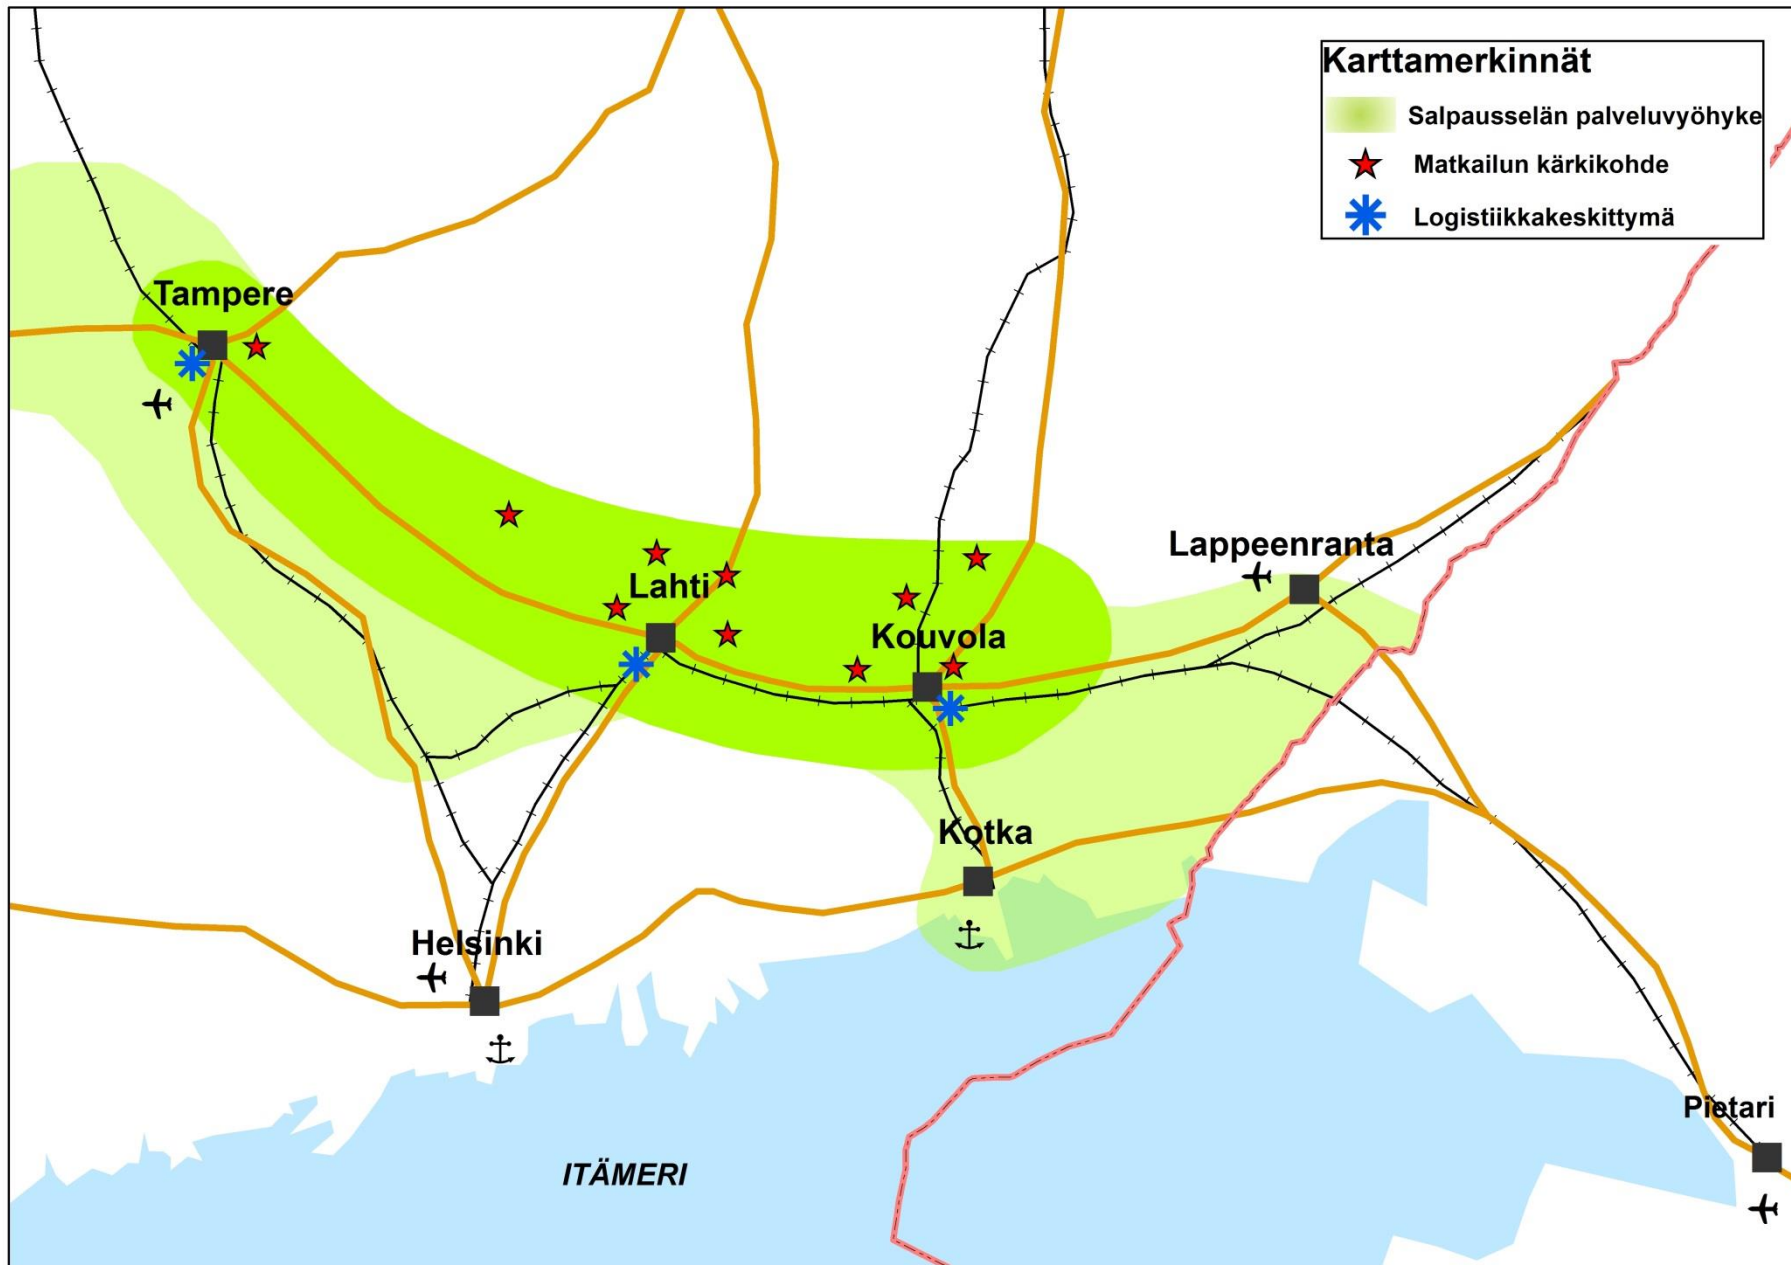 Karttamerkinnät
Salpausselän palveluvyöhyke
Matkailun kärkikohde
Logistiikkakeskittymä
Tampere
Lappeenranta
Lahti
Kouvola
Kotka
Helsinki
Pietari
ITÄMERI